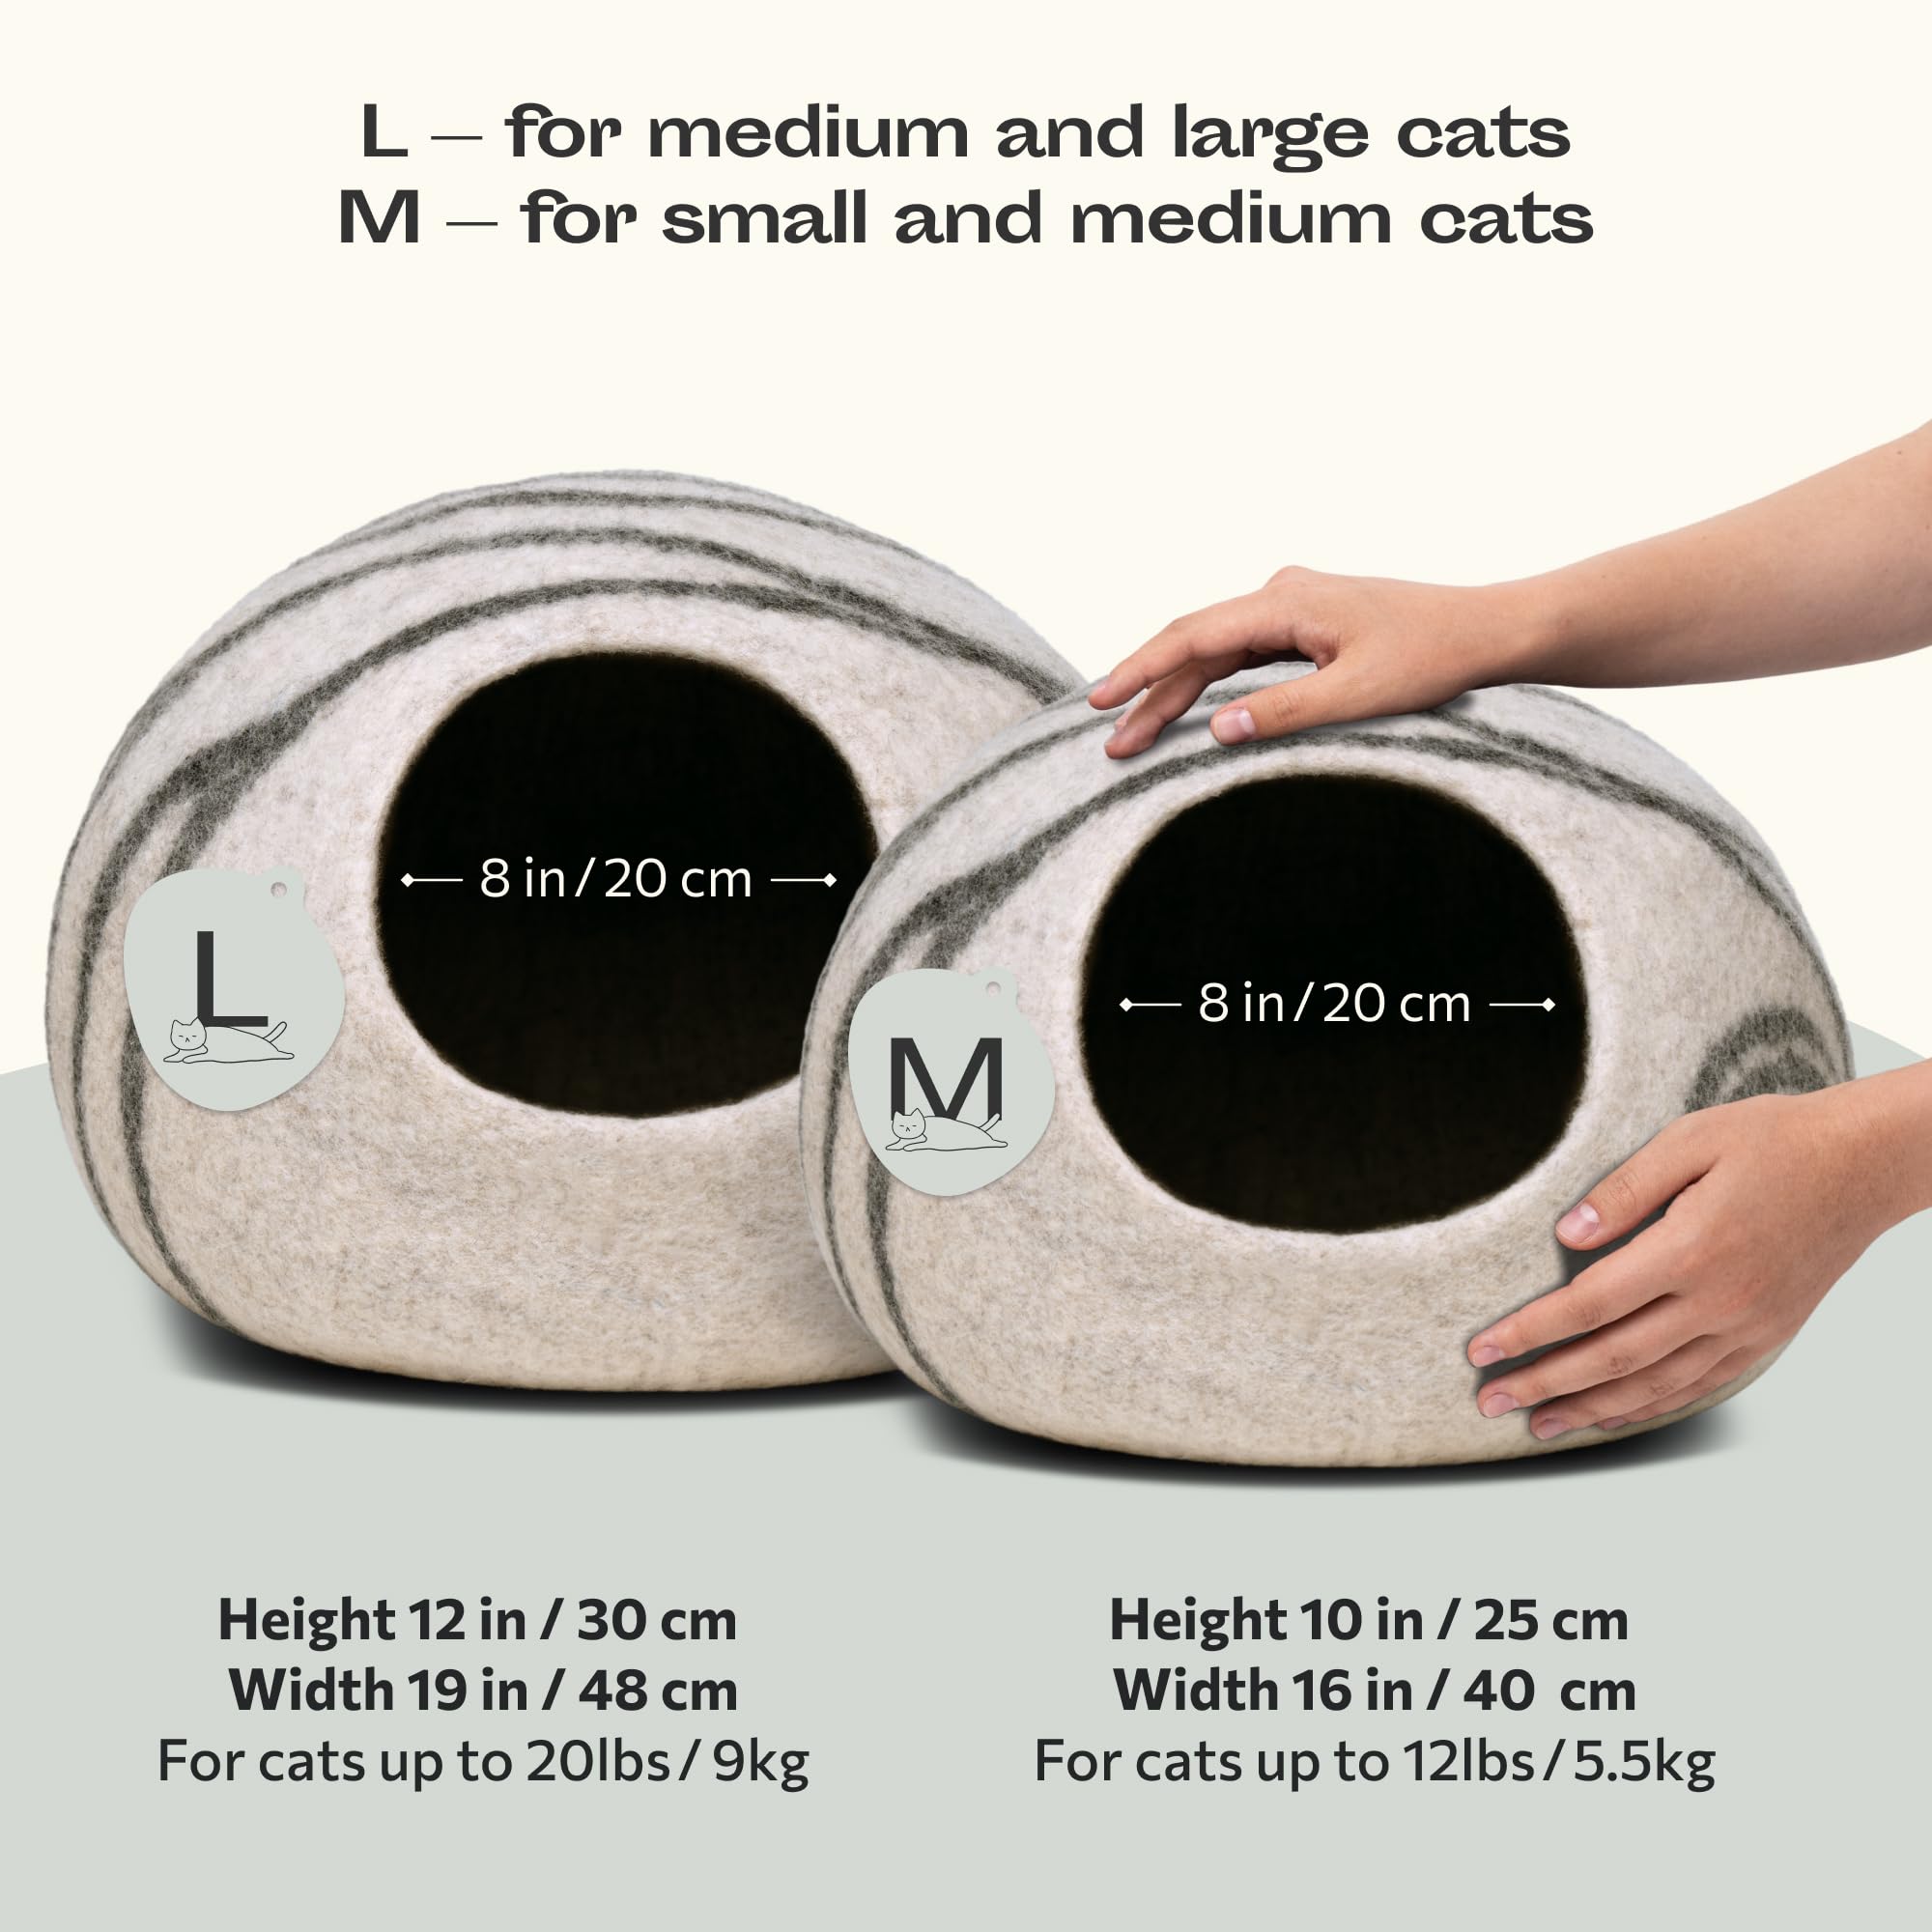 L – for medium and large cats
M – for small and medium cats
8 in / 20 cm
8 in / 20 cm
L
M
Height 12 in / 30 cm
Width 19 in / 48 cm
For cats up to 20lbs / 9kg
Height 10 in / 25 cm
Width 16 in / 40 cm
For cats up to 12lbs / 5.5kg